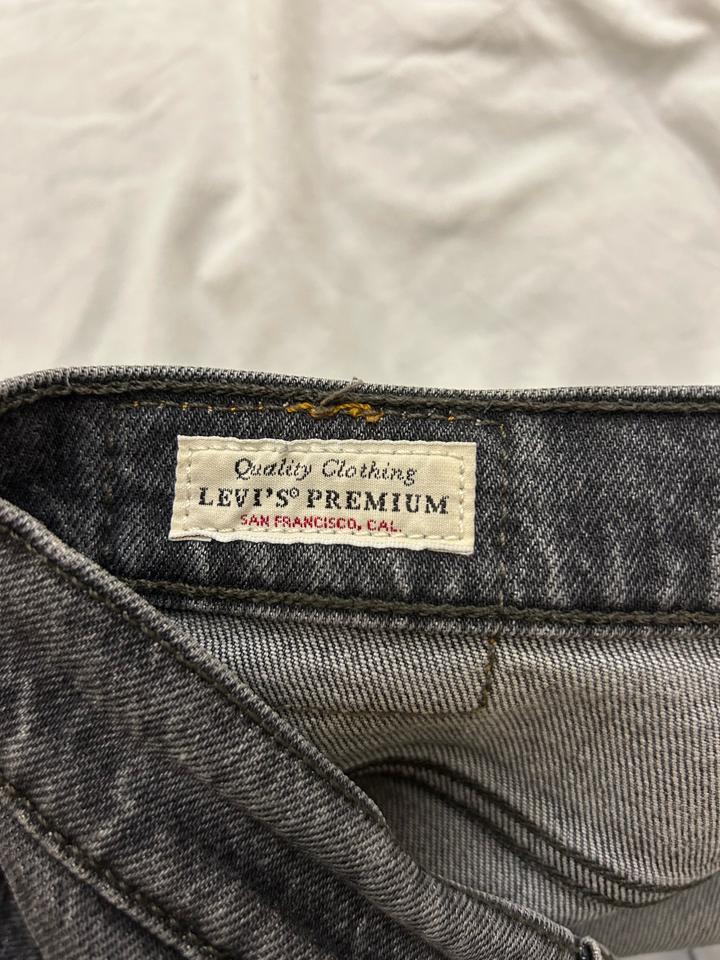 Quality Clothing
LEVI'S® PREMIUM
SAN FRANCISCO, CAL.